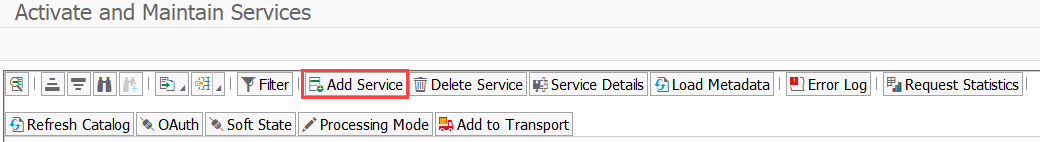 Activate and Maintain Services
Filter Add Service Delete Service Service Details Load Metadata Error Log Request Statistics
Refresh Catalog OAuth Soft State Processing Mode Add to Transport